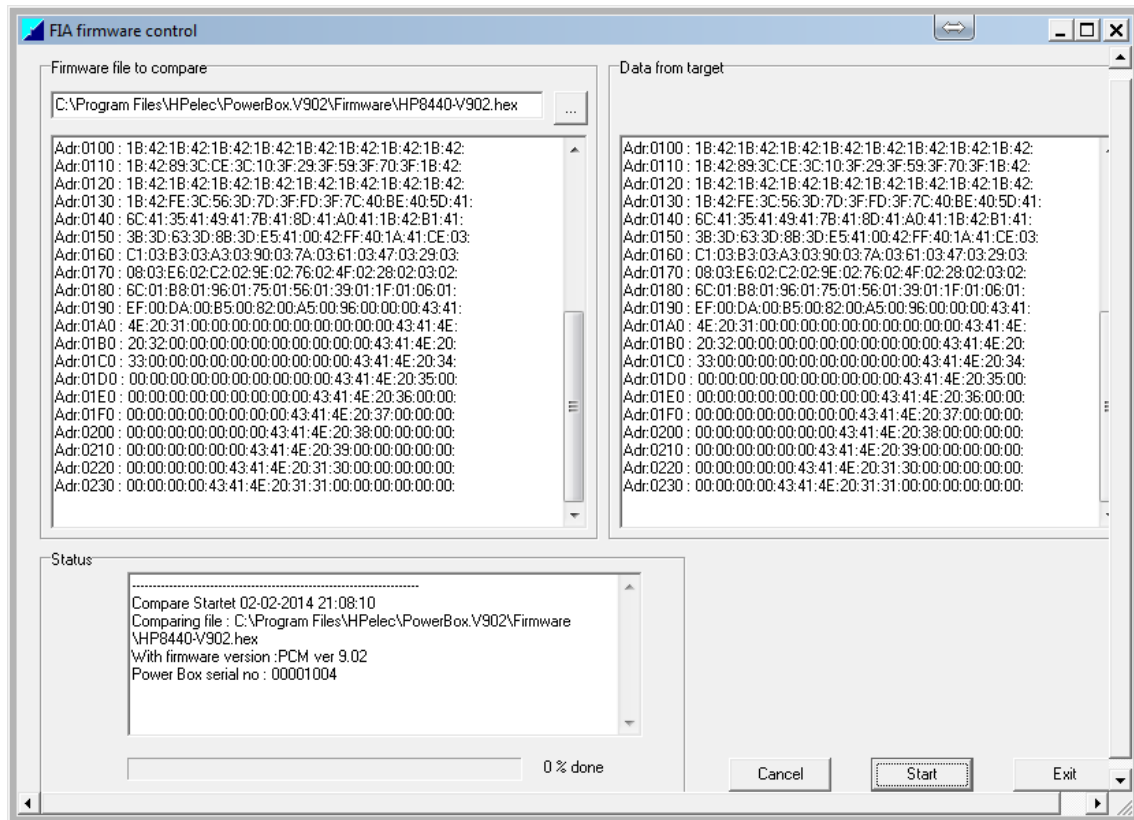 FIA firmware control
Firmware file to compare
C:\Program Files\HPelec\PowerBox.V902\Firmware\HP8440-V902.hex
...
Adr:0100 : 1B:42:1B:42:1B:42:1B:42:1B:42:1B:42:1B:42:1B:42:
Adr:0110 : 1B:42:89:3C:CE:3C:10:3F:29:3F:59:3F:70:3F:1B:42:
Adr:0120 : 1B:42:1B:42:1B:42:1B:42:1B:42:1B:42:1B:42:1B:42:
Adr:0130 : 1B:42:FE:3C:56:3D:7D:3F:FD:3F:7C:40:BE:40:5D:41:
Adr:0140 : 6C:41:35:41:49:41:7B:41:8D:41:A0:41:1B:42:B1:41:
Adr:0150 : 3B:3D:63:3D:8B:3D:E5:41:00:42:FF:40:1A:41:CE:03:
Adr:0160 : C1:03:B3:03:A3:03:90:03:7A:03:61:03:47:03:29:03:
Adr:0170 : 08:03:E6:02:C2:02:9E:02:76:02:4F:02:28:02:03:02:
Adr:0180 : 6C:01:B8:01:96:01:75:01:56:01:39:01:1F:01:06:01:
Adr:0190 : EF:00:DA:00:B5:00:82:00:A5:00:96:00:00:00:43:41:
Adr:01A0 : 4E:20:31:00:00:00:00:00:00:00:00:00:00:43:41:4E:
Adr:01B0 : 20:32:00:00:00:00:00:00:00:00:00:00:43:41:4E:20:
Adr:01C0 : 33:00:00:00:00:00:00:00:00:00:00:43:41:4E:20:34:
Adr:01D0 : 00:00:00:00:00:00:00:00:00:00:43:41:4E:20:35:00:
Adr:01E0 : 00:00:00:00:00:00:00:00:00:43:41:4E:20:36:00:00:
Adr:01F0 : 00:00:00:00:00:00:00:00:43:41:4E:20:37:00:00:00:
Adr:0200 : 00:00:00:00:00:00:00:43:41:4E:20:38:00:00:00:00:
Adr:0210 : 00:00:00:00:00:00:43:41:4E:20:39:00:00:00:00:00:
Adr:0220 : 00:00:00:00:00:43:41:4E:20:31:30:00:00:00:00:00:
Adr:0230 : 00:00:00:00:43:41:4E:20:31:31:00:00:00:00:00:00:
Data from target
Adr:0100 : 1B:42:1B:42:1B:42:1B:42:1B:42:1B:42:1B:42:1B:42:
Adr:0110 : 1B:42:89:3C:CE:3C:10:3F:29:3F:59:3F:70:3F:1B:42:
Adr:0120 : 1B:42:1B:42:1B:42:1B:42:1B:42:1B:42:1B:42:1B:42:
Adr:0130 : 1B:42:FE:3C:56:3D:7D:3F:FD:3F:7C:40:BE:40:5D:41:
Adr:0140 : 6C:41:35:41:49:41:7B:41:8D:41:A0:41:1B:42:B1:41:
Adr:0150 : 3B:3D:63:3D:8B:3D:E5:41:00:42:FF:40:1A:41:CE:03:
Adr:0160 : C1:03:B3:03:A3:03:90:03:7A:03:61:03:47:03:29:03:
Adr:0170 : 08:03:E6:02:C2:02:9E:02:76:02:4F:02:28:02:03:02:
Adr:0180 : 6C:01:B8:01:96:01:75:01:56:01:39:01:1F:01:06:01:
Adr:0190 : EF:00:DA:00:B5:00:82:00:A5:00:96:00:00:00:43:41:
Adr:01A0 : 4E:20:31:00:00:00:00:00:00:00:00:00:00:43:41:4E:
Adr:01B0 : 20:32:00:00:00:00:00:00:00:00:00:00:43:41:4E:20:
Adr:01C0 : 33:00:00:00:00:00:00:00:00:00:00:43:41:4E:20:34:
Adr:01D0 : 00:00:00:00:00:00:00:00:00:00:43:41:4E:20:35:00:
Adr:01E0 : 00:00:00:00:00:00:00:00:00:43:41:4E:20:36:00:00:
Adr:01F0 : 00:00:00:00:00:00:00:00:43:41:4E:20:37:00:00:00:
Adr:0200 : 00:00:00:00:00:00:00:43:41:4E:20:38:00:00:00:00:
Adr:0210 : 00:00:00:00:00:00:43:41:4E:20:39:00:00:00:00:00:
Adr:0220 : 00:00:00:00:00:43:41:4E:20:31:30:00:00:00:00:00:
Adr:0230 : 00:00:00:00:43:41:4E:20:31:31:00:00:00:00:00:00:
Status
----------------------------------------------------------------------
Compare Startet 02-02-2014 21:08:10
Comparing file : C:\Program Files\HPelec\PowerBox.V902\Firmware
\HP8440-V902.hex
With firmware version :PCM ver 9.02
Power Box serial no : 00001004
0 % done
Cancel
Start
Exit